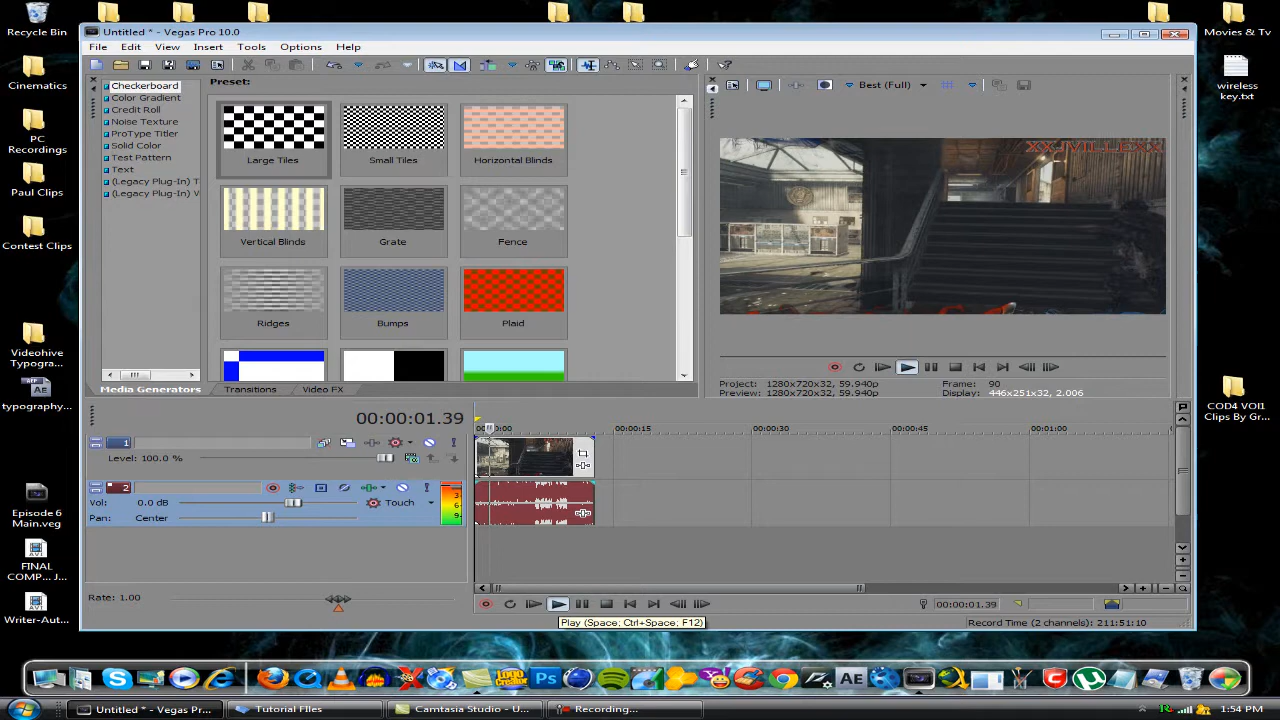 Recycle Bin
Cinematics
PC
Recordings
Paul Clips
Contest Clips
Videohive
Typogra...
typography...
Episode 6
Main.veg
FINAL
COMP... J...
Writer-Aut...
Movies & Tv
wireless
key.txt
COD4 VOl1
Clips By Gr...
Untitled * - Vegas Pro 10.0
File Edit View Insert Tools Options Help
Checkerboard
Color Gradient
Credit Roll
Noise Texture
ProType Titler
Solid Color
Test Pattern
Text
(Legacy Plug-In) T
(Legacy Plug-In) V
Preset:
Large Tiles
Small Tiles
Horizontal Blinds
Vertical Blinds
Grate
Fence
Ridges
Bumps
Plaid
Media Generators Transitions Video FX
Best (Full)
XXJVILLEXX
Project: 1280x720x32, 59.940p
Preview: 1280x720x32, 59.940p
Frame: 90
Display: 446x251x32, 2.006
00:00:01.39
00:00:15 00:00:30 00:00:45 00:01:00
1
Level: 100.0 %
2
Vol: 0.0 dB Touch
Pan: Center
Rate: 1.00
00:00:01.39
Play (Space; Ctrl+Space; F12)
Record Time (2 channels): 211:51:10
Logo Creator
Ps
AE
Untitled * - Vegas Pr...
Tutorial FIles
Camtasia Studio - U...
Recording...
1:54 PM